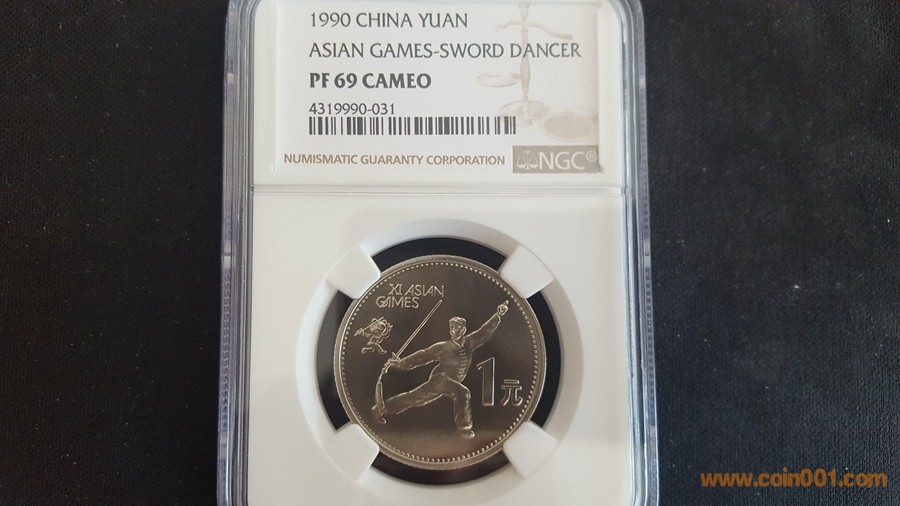 1990 CHINA YUAN
ASIAN GAMES-SWORD DANCER
PF 69 CAMEO
4319990-031
NUMISMATIC GUARANTY CORPORATION NGC®
XI ASIAN
GAMES
1元
www.coin001.com